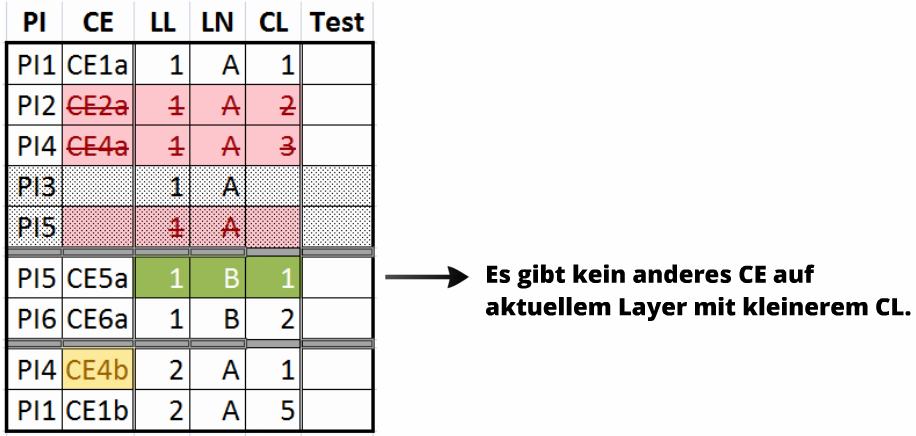 PI CE LL LN CL Test
PI1 CE1a 1 A 1
PI2 CE2a 1 A 2
PI4 CE4a 1 A 3
PI3 1 A
PI5 1 A
PI5 CE5a 1 B 1
Es gibt kein anderes CE auf
aktuellem Layer mit kleinerem CL.
PI6 CE6a 1 B 2
PI4 CE4b 2 A 1
PI1 CE1b 2 A 5